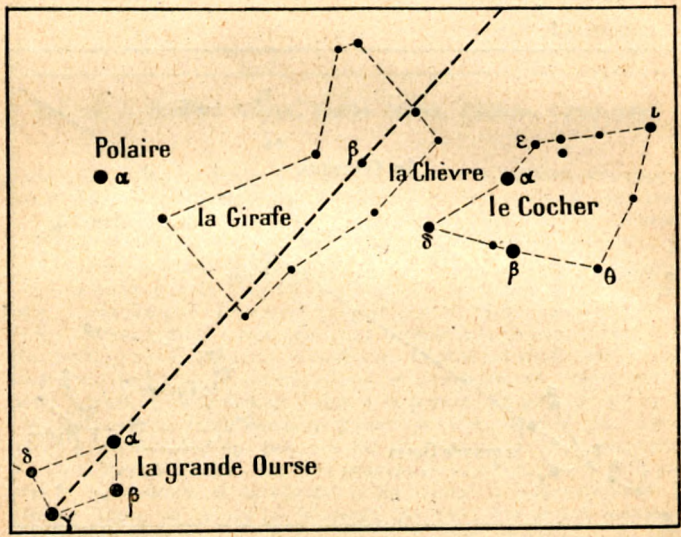 Polaire
α
la Girafe
β
la Chèvre
ε
ι
α
le Cocher
δ
β
θ
α
δ
la grande Ourse
β
γ